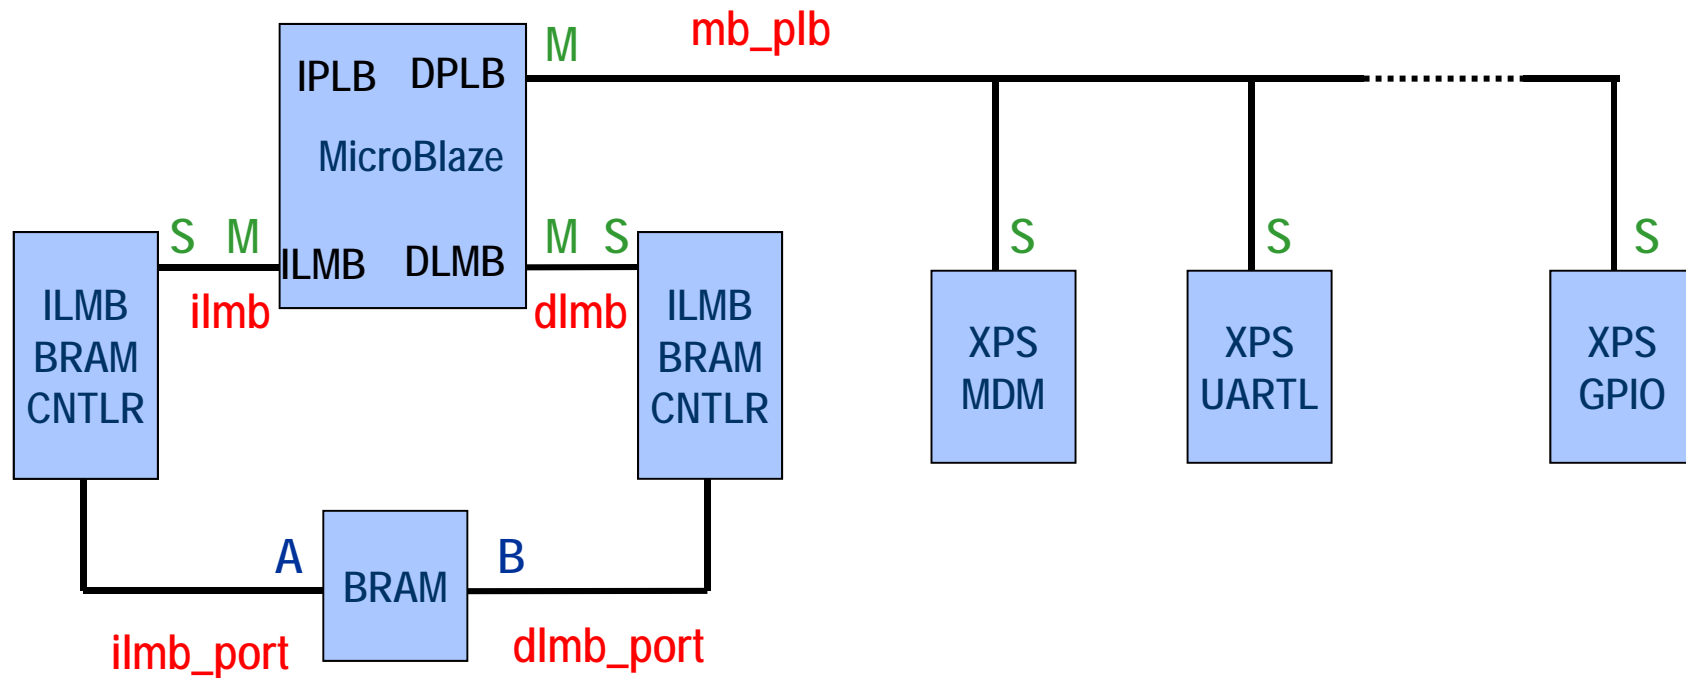 M
mb_plb
IPLB DPLB
MicroBlaze
S M
ILMB DLMB
M S
ilmb
dlmb
ILMB
BRAM
CNTLR
ILMB
BRAM
CNTLR
S
S
S
XPS
MDM
XPS
UARTL
XPS
GPIO
A
BRAM
B
ilmb_port
dlmb_port